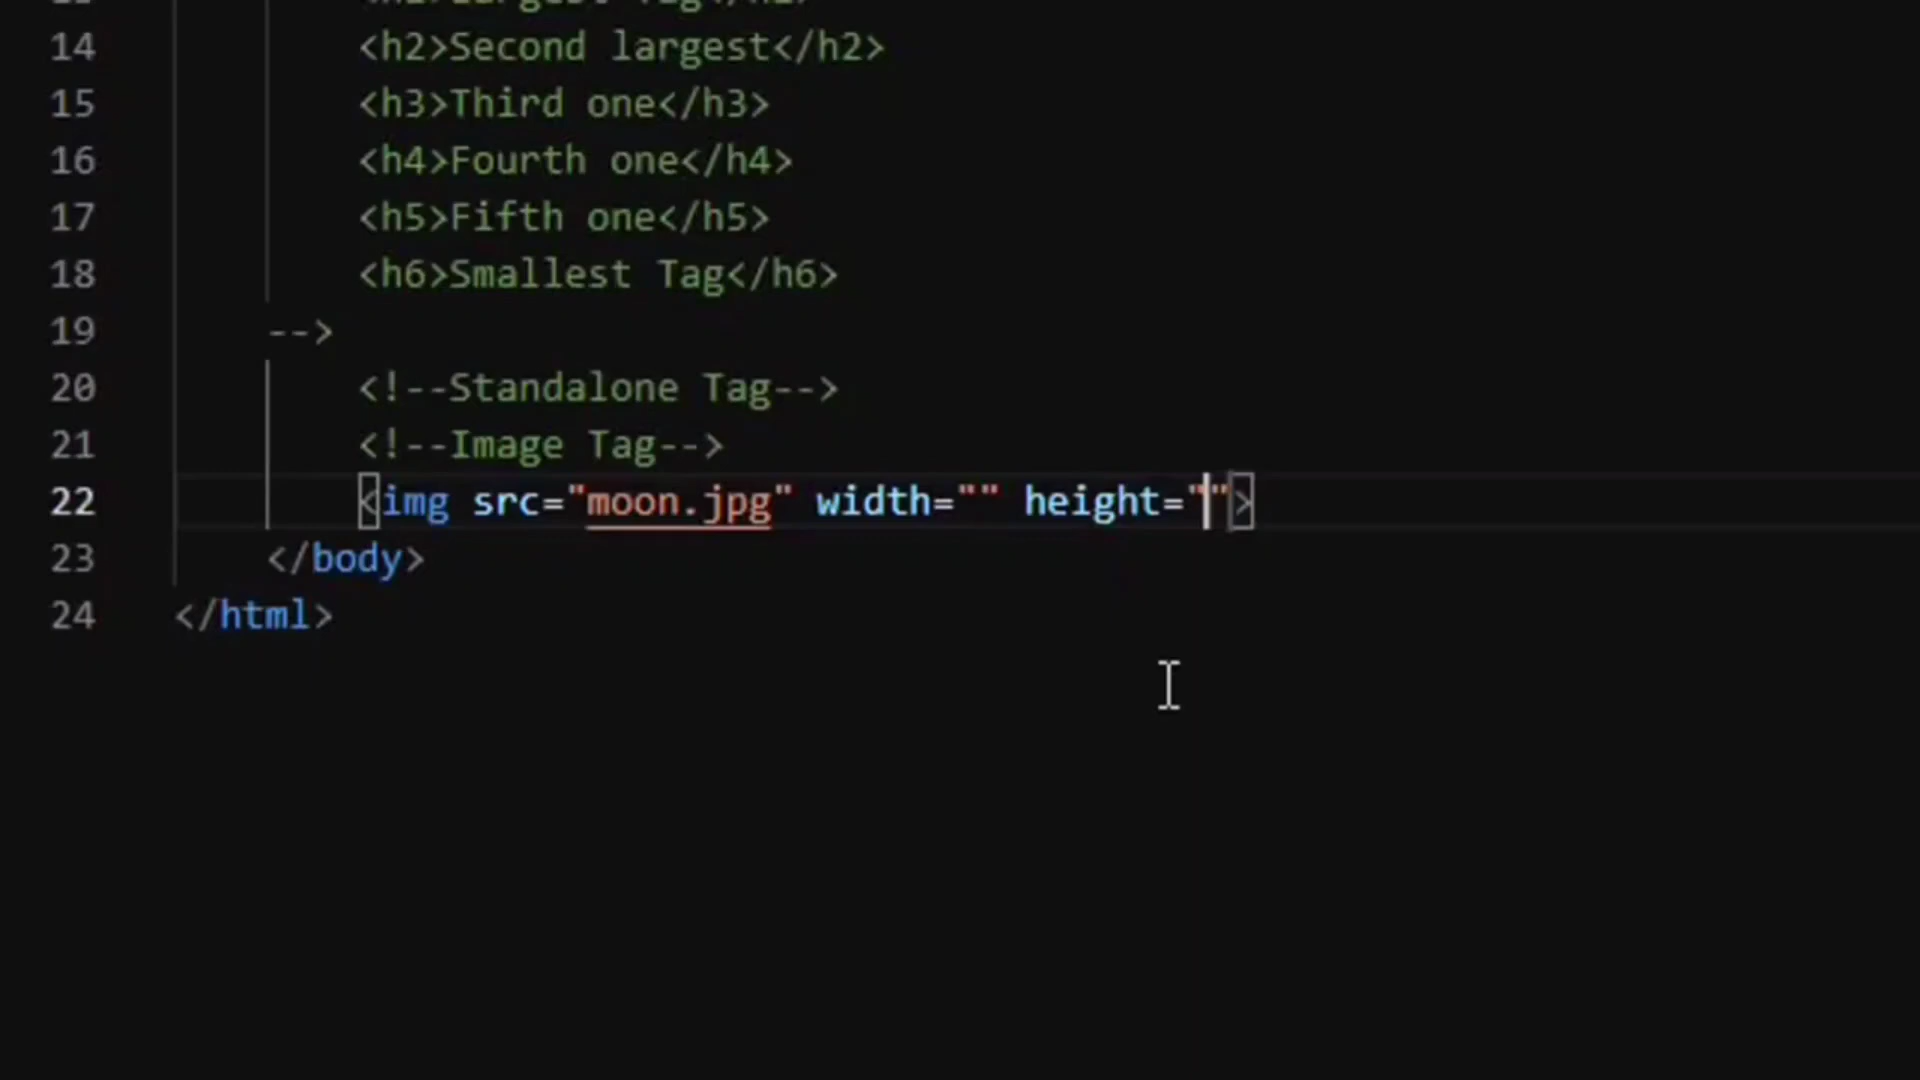 14 <h2>Second largest</h2>
15 <h3>Third one</h3>
16 <h4>Fourth one</h4>
17 <h5>Fifth one</h5>
18 <h6>Smallest Tag</h6>
19 -->
20 <!--Standalone Tag-->
21 <!--Image Tag-->
22 <img src="moon.jpg" width="" height="">
23 </body>
24 </html>